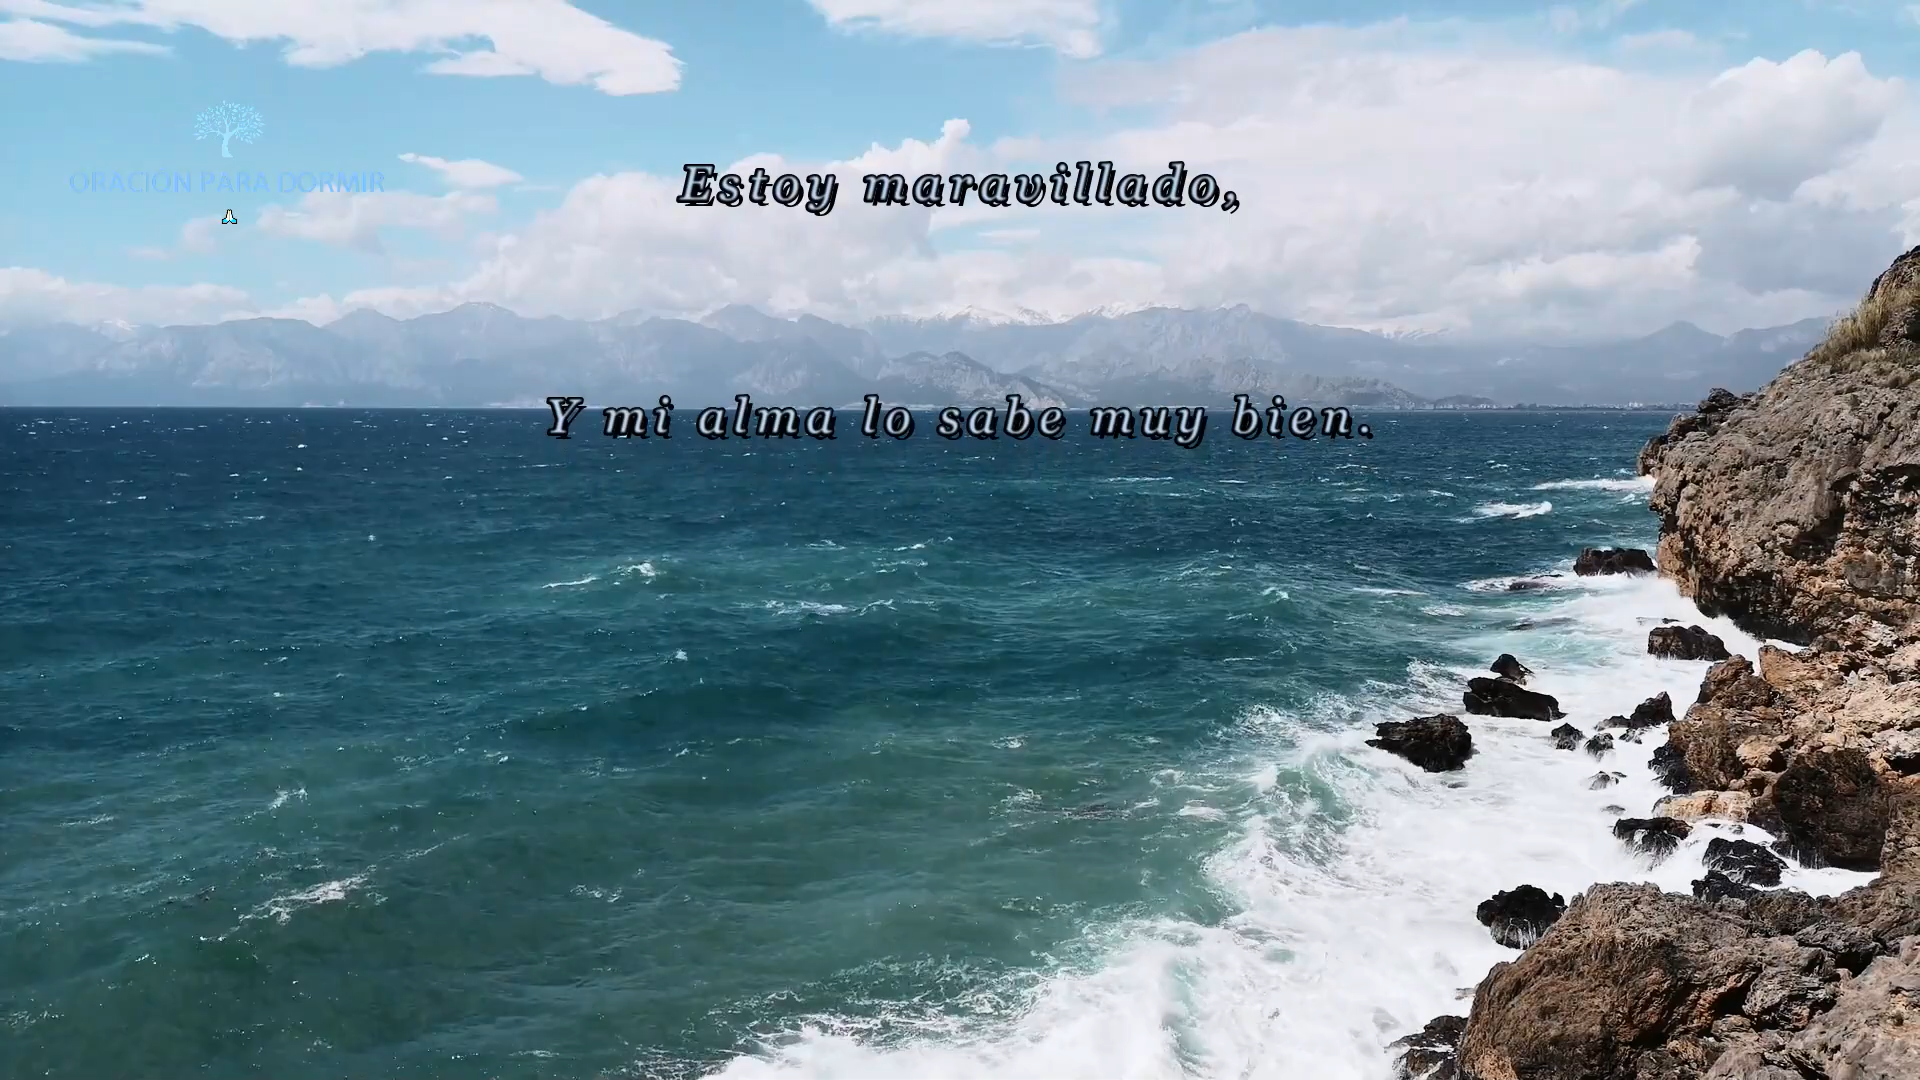 ORACION PARA DORMIR
Estoy maravillado,
Y mi alma lo sabe muy bien.